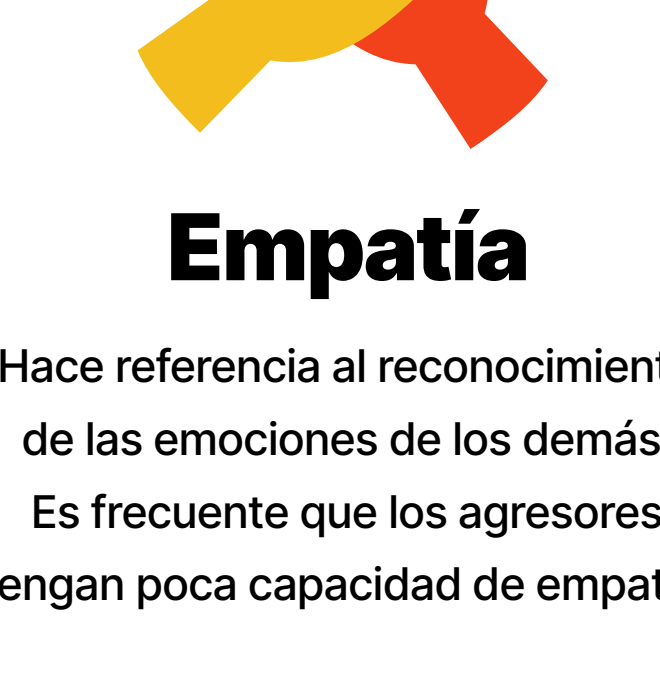 Empatía
Hace referencia al reconocimient
de las emociones de los demás
Es frecuente que los agresores
engan poca capacidad de empat